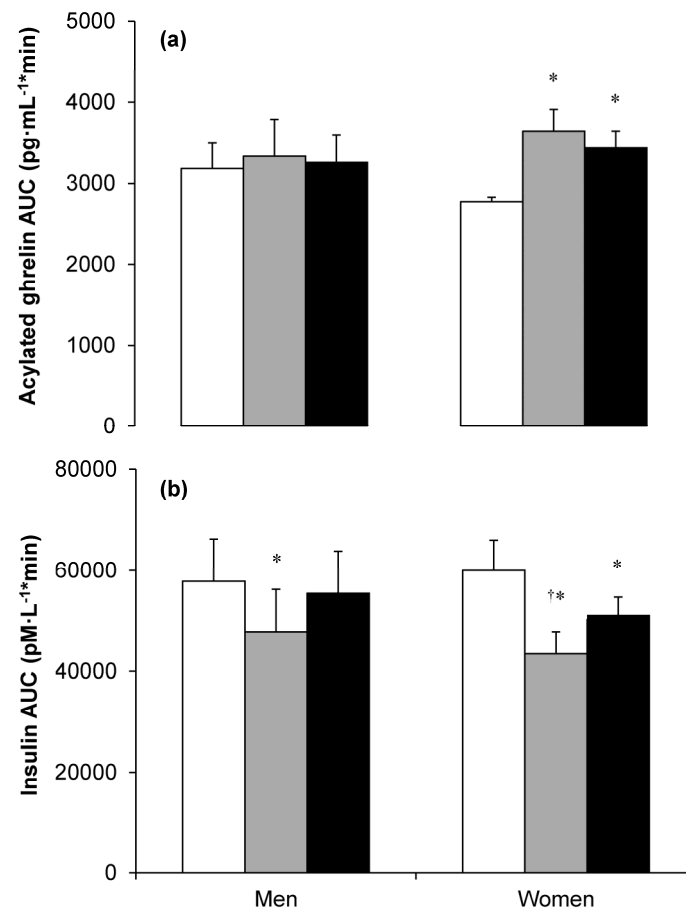 5000
(a)
*
*
4000
3000
2000
1000
0
Acylated ghrelin AUC (pg·mL⁻¹*min)
80000
(b)
*
*
60000
†*
40000
20000
0
Insulin AUC (pM·L⁻¹*min)
Men
Women